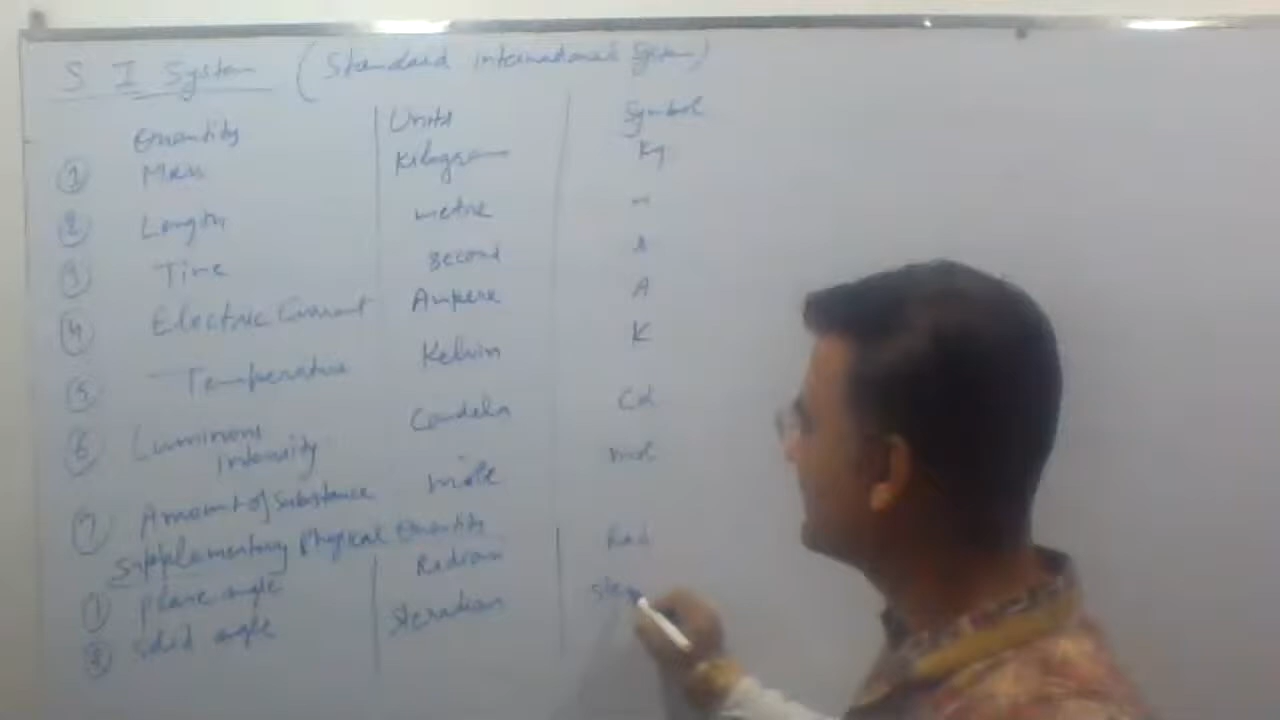 S I System (Standard international System)
Quantity Units Symbol
① Mass Kilogram Kg
② Length metre m
③ Time second s
④ Electric Current Ampere A
⑤ Temperature Kelvin K
⑥ Luminous intensity Candela Cd
⑦ Amount of Substance mole mol
Supplementary Physical Quantity
① plane angle Radian Rad
② solid angle steradian ste